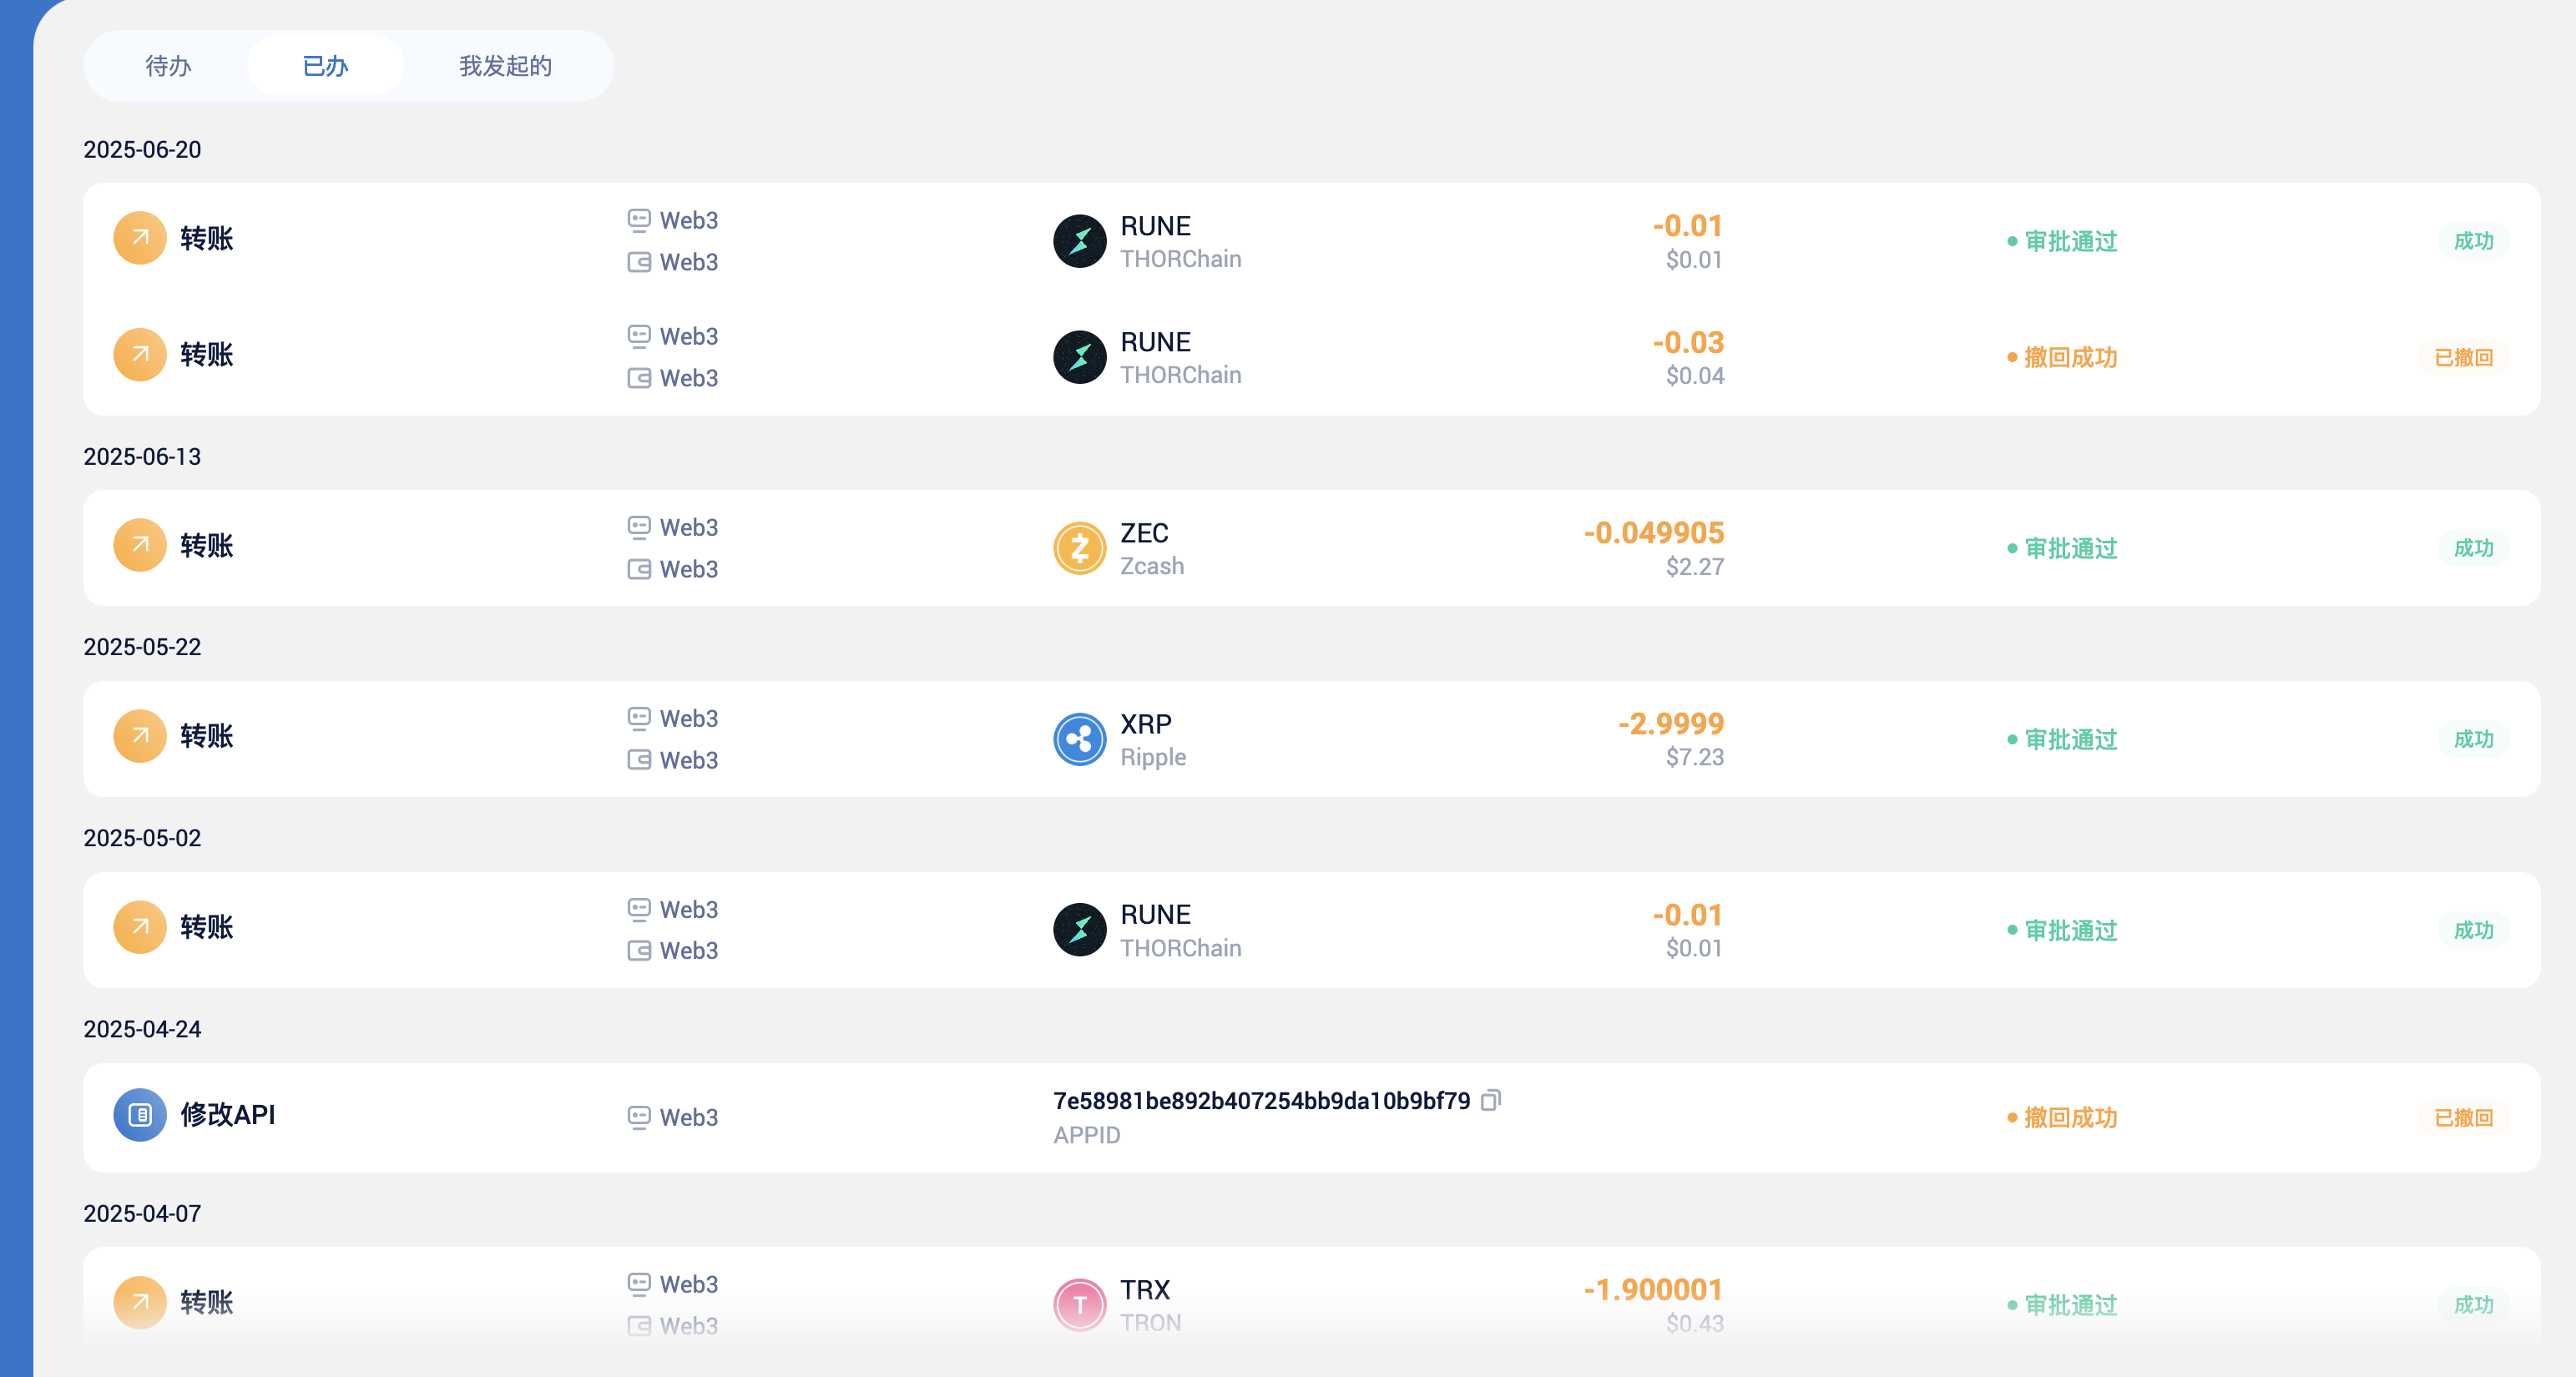 待办 已办 我发起的
2025-06-20
转账 Web3 Web3 RUNE THORChain -0.01 $0.01 审批通过 成功
转账 Web3 Web3 RUNE THORChain -0.03 $0.04 撤回成功 已撤回
2025-06-13
转账 Web3 Web3 ZEC Zcash -0.049905 $2.27 审批通过 成功
2025-05-22
转账 Web3 Web3 XRP Ripple -2.9999 $7.23 审批通过 成功
2025-05-02
转账 Web3 Web3 RUNE THORChain -0.01 $0.01 审批通过 成功
2025-04-24
修改API Web3 7e58981be892b407254bb9da10b9bf79 APPID 撤回成功 已撤回
2025-04-07
转账 Web3 Web3 TRX TRON -1.900001 $0.43 审批通过 成功